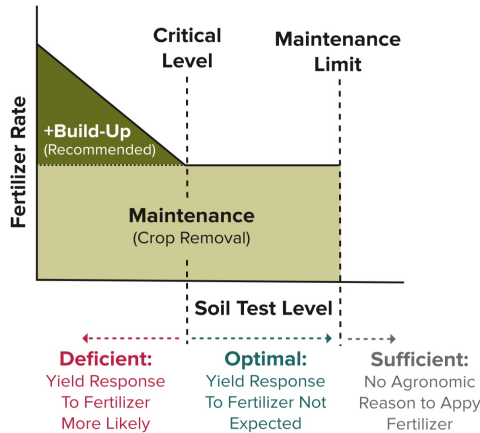 Critical
Level
Maintenance
Limit
Fertilizer Rate
+Build-Up
(Recommended)
Maintenance
(Crop Removal)
Soil Test Level
Deficient:
Yield Response
To Fertilizer
More Likely
Optimal:
Yield Response
To Fertilizer Not
Expected
Sufficient:
No Agronomic
Reason to Appy
Fertilizer